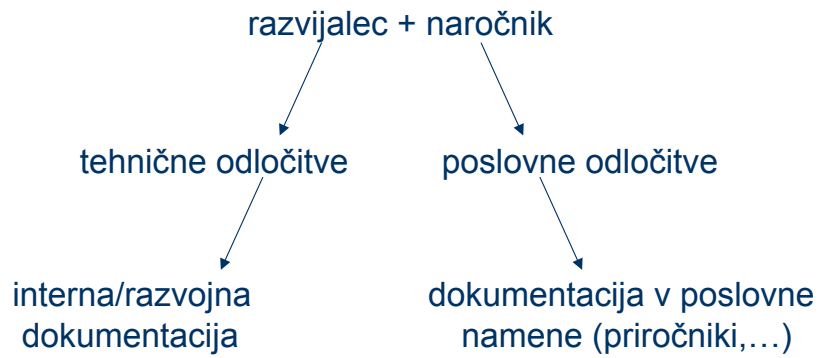 razvijalec + naročnik
tehnične odločitve
poslovne odločitve
interna/razvojna
dokumentacija
dokumentacija v poslovne
namene (priročniki,…)